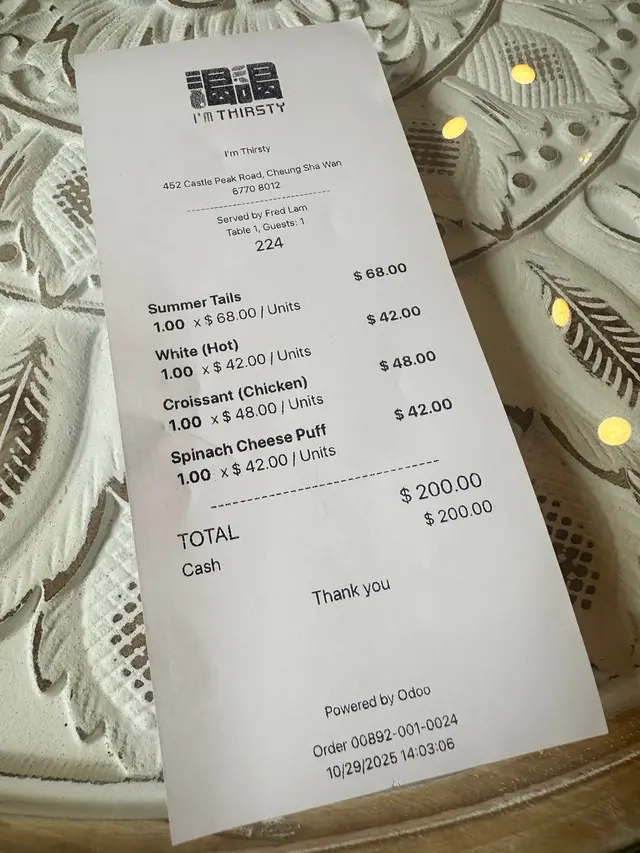 I'M THIRSTY
I'm Thirsty
452 Castle Peak Road, Cheung Sha Wan
6770 8012
Served by Fred Lam
Table 1, Guests: 1
224
Summer Tails $ 68.00
1.00 x $ 68.00 / Units
White (Hot) $ 42.00
1.00 x $ 42.00 / Units
Croissant (Chicken) $ 48.00
1.00 x $ 48.00 / Units
Spinach Cheese Puff $ 42.00
1.00 x $ 42.00 / Units
TOTAL $ 200.00
Cash $ 200.00
Thank you
Powered by Odoo
Order 00892-001-0024
10/29/2025 14:03:06